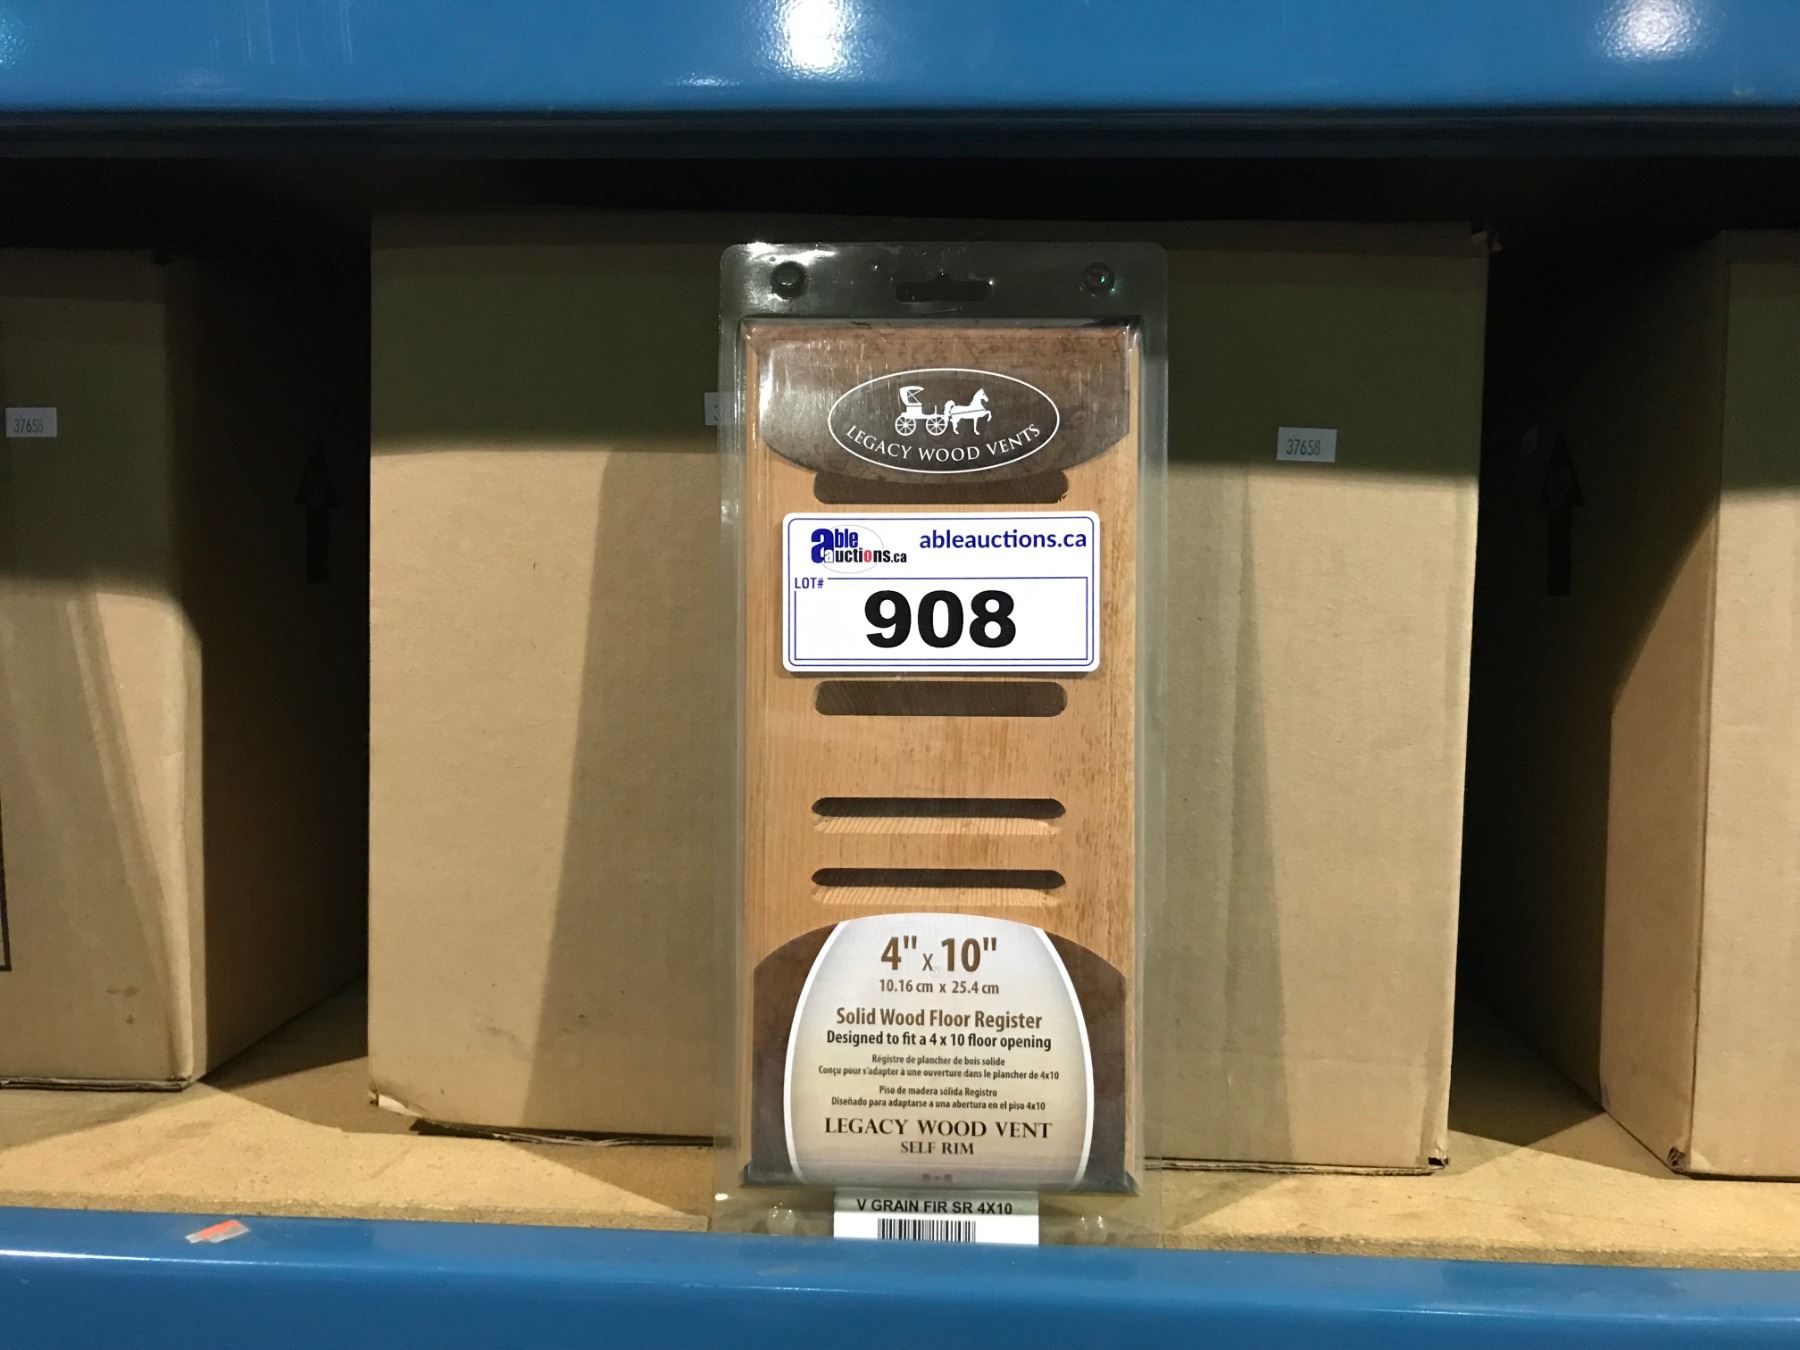 37658
37658
LEGACY WOOD VENTS
able auctions.ca
ableauctions.ca
LOT#
908
4" x 10"
10.16 cm x 25.4 cm
Solid Wood Floor Register
Designed to fit a 4 x 10 floor opening
Régistre de plancher de bois solide
Conçu pour s'adapter à une ouverture dans le plancher de 4x10
Piso de madera sólida Registro
Diseñado para adaptarse a una abertura en el piso 4x10
LEGACY WOOD VENT
SELF RIM
V GRAIN FIR SR 4X10